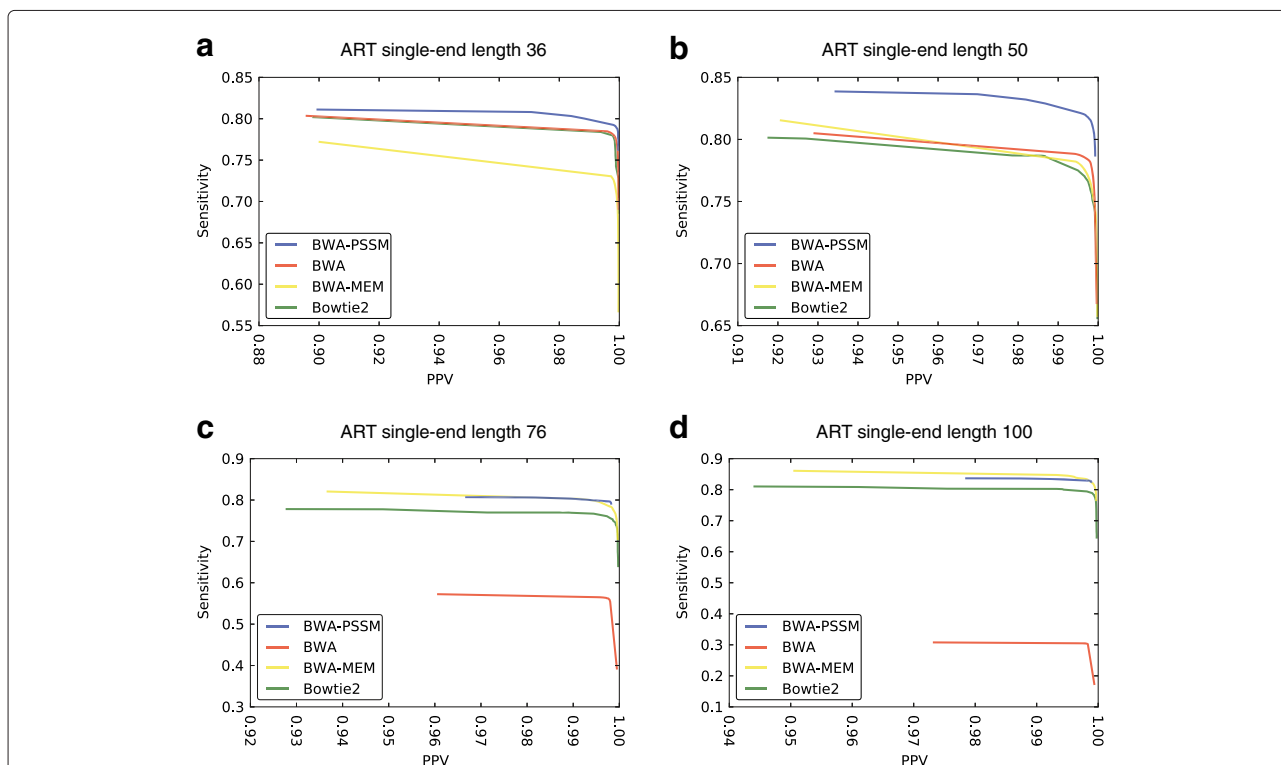 a
ART single-end length 36
Sensitivity
0.85
0.80
0.75
0.70
0.65
0.60
0.55
BWA-PSSM
BWA
BWA-MEM
Bowtie2
0.88
0.90
0.92
0.94
0.96
0.98
1.00
PPV
b
ART single-end length 50
Sensitivity
0.85
0.80
0.75
0.70
0.65
BWA-PSSM
BWA
BWA-MEM
Bowtie2
0.91
0.92
0.93
0.94
0.95
0.96
0.97
0.98
0.99
1.00
PPV
c
ART single-end length 76
Sensitivity
0.9
0.8
0.7
0.6
0.5
0.4
0.3
BWA-PSSM
BWA
BWA-MEM
Bowtie2
0.92
0.93
0.94
0.95
0.96
0.97
0.98
0.99
1.00
PPV
d
ART single-end length 100
Sensitivity
0.9
0.8
0.7
0.6
0.5
0.4
0.3
0.2
0.1
BWA-PSSM
BWA
BWA-MEM
Bowtie2
0.94
0.95
0.96
0.97
0.98
0.99
1.00
PPV